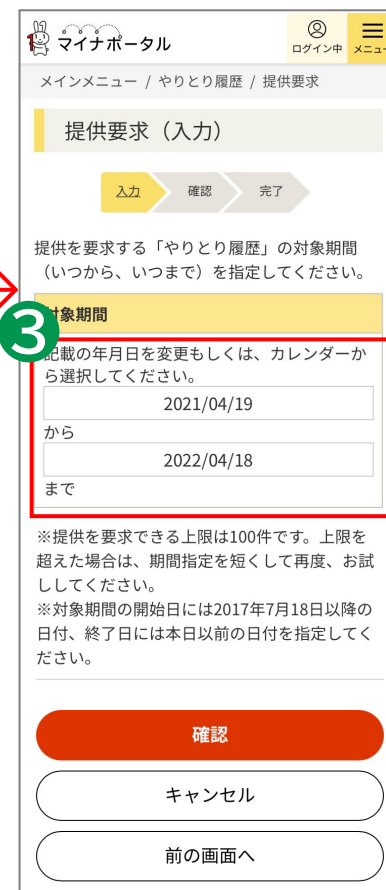 マイナポータル
ログイン中
メニュー
メインメニュー / やりとり履歴 / 提供要求
提供要求（入力）
入力 確認 完了
提供を要求する「やりとり履歴」の対象期間
（いつから、いつまで）を指定してください。
対象期間
3
記載の年月日を変更もしくは、カレンダーか
ら選択してください。
2021/04/19
から
2022/04/18
まで
※提供を要求できる上限は100件です。上限を
超えた場合は、期間指定を短くして再度、お試
ししてください。
※対象期間の開始日には2017年7月18日以降の
日付、終了日には本日以前の日付を指定してく
ださい。
確認
キャンセル
前の画面へ